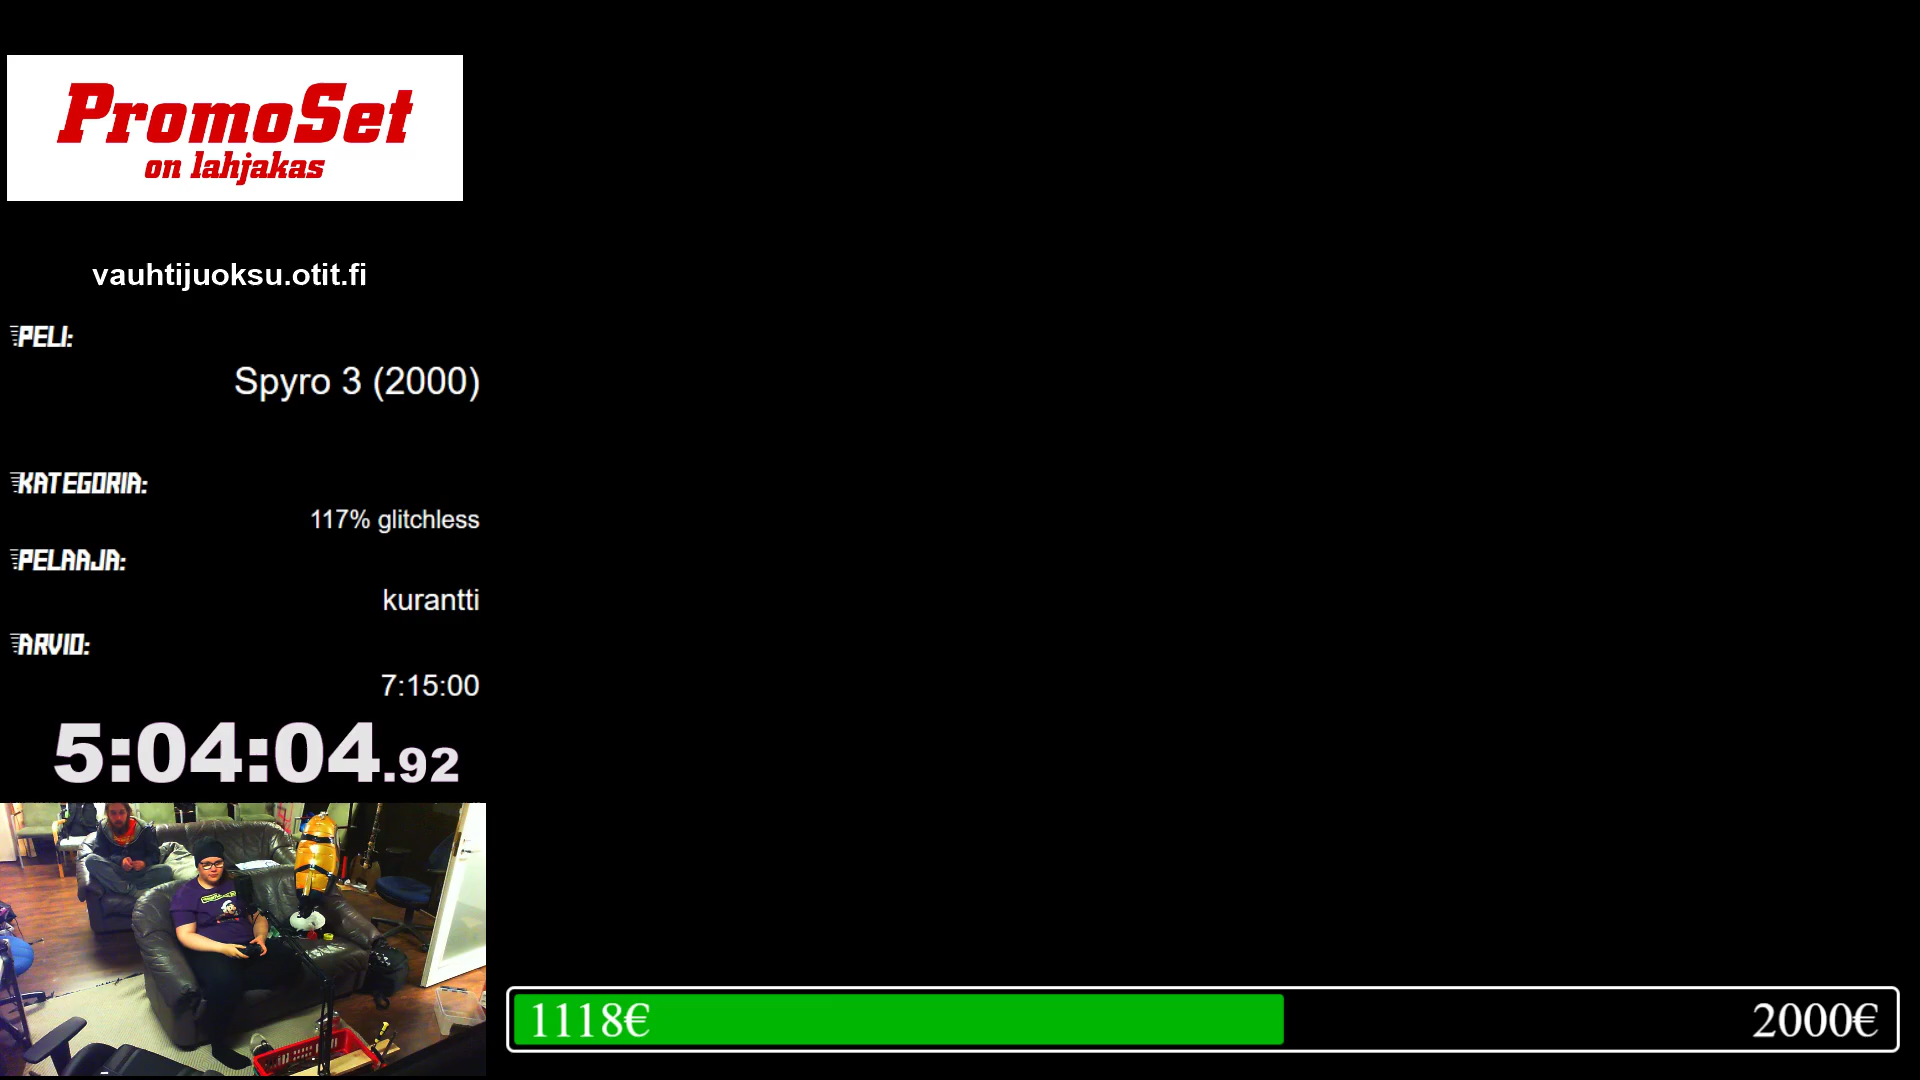 PromoSet
on lahjakas
vauhtijuoksu.otit.fi
PELI:
Spyro 3 (2000)
KATEGORIA:
117% glitchless
PELAAJA:
kurantti
ARVIO:
7:15:00
5:04:04.92
1118€
2000€